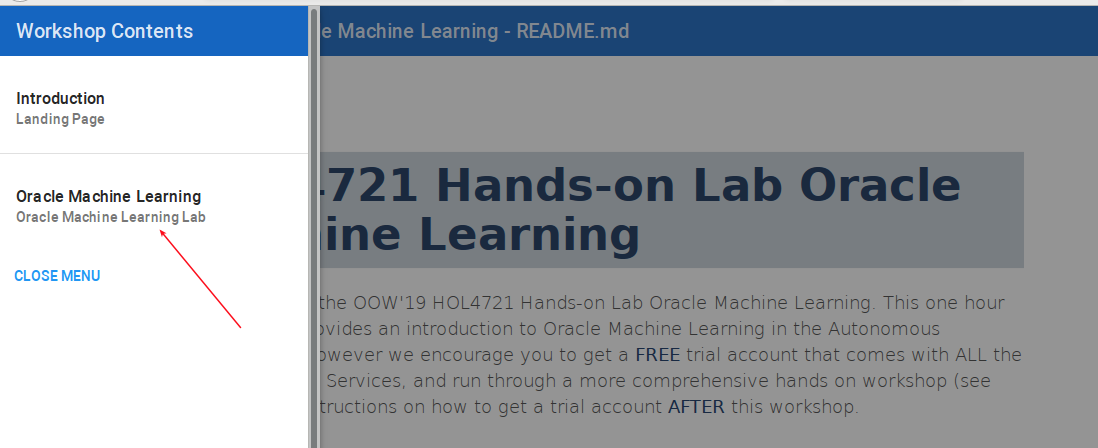 Workshop Contents
e Machine Learning - README.md
Introduction
Landing Page
Oracle Machine Learning
Oracle Machine Learning Lab
CLOSE MENU
4721 Hands-on Lab Oracle
ine Learning
the OOW'19 HOL4721 Hands-on Lab Oracle Machine Learning. This one hour
ovides an introduction to Oracle Machine Learning in the Autonomous
owever we encourage you to get a FREE trial account that comes with ALL the
Services, and run through a more comprehensive hands on workshop (see
tructions on how to get a trial account AFTER this workshop.